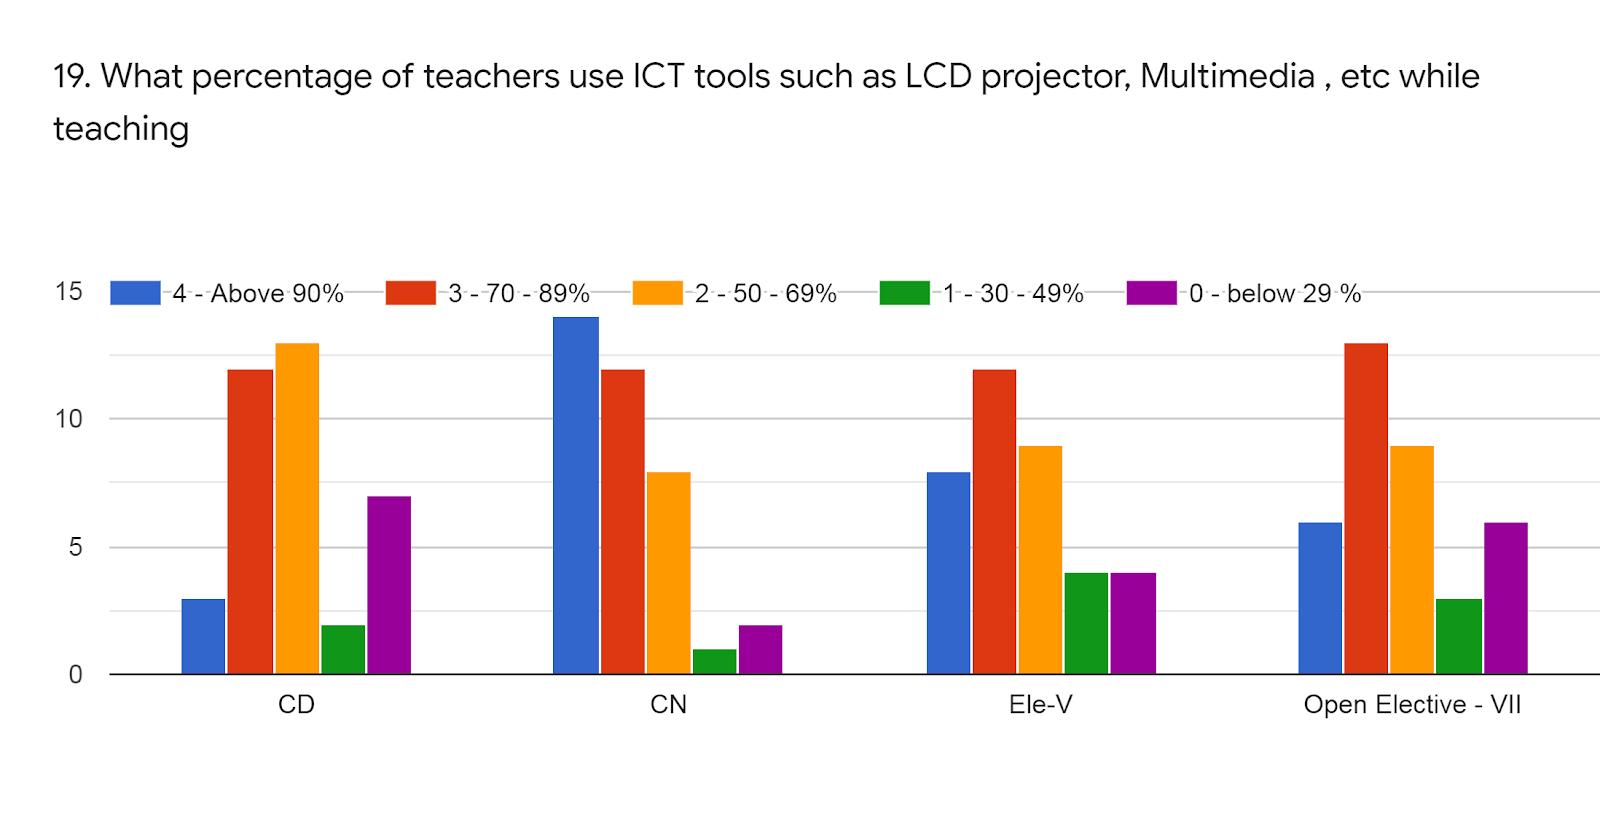 19. What percentage of teachers use ICT tools such as LCD projector, Multimedia , etc while
teaching
15
4 - Above 90%
3 - 70 - 89%
2 - 50 - 69%
1 - 30 - 49%
0 - below 29 %
10
5
0
CD
CN
Ele-V
Open Elective - VII